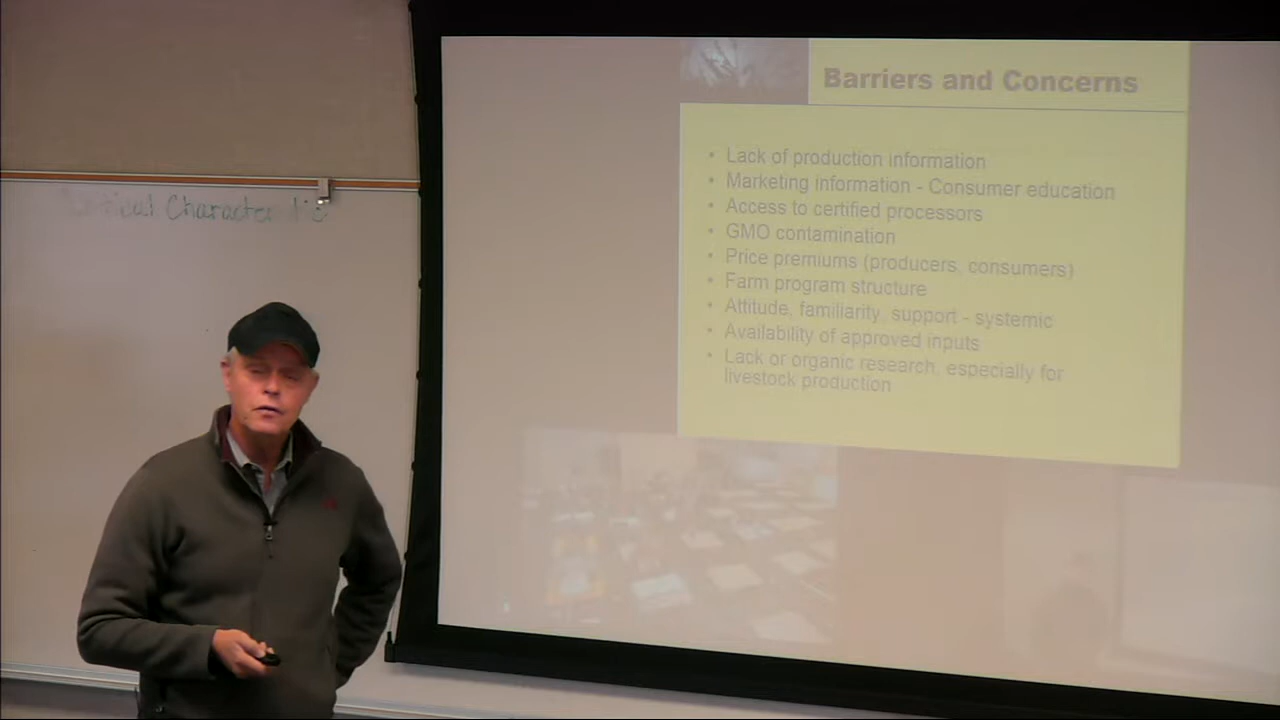 Character
Barriers and Concerns
• Lack of production information
• Marketing information - Consumer education
• Access to certified processors
• GMO contamination
• Price premiums (producers, consumers)
• Farm program structure
• Attitude, familiarity, support - systemic
• Availability of approved inputs
• Lack or organic research, especially for
livestock production